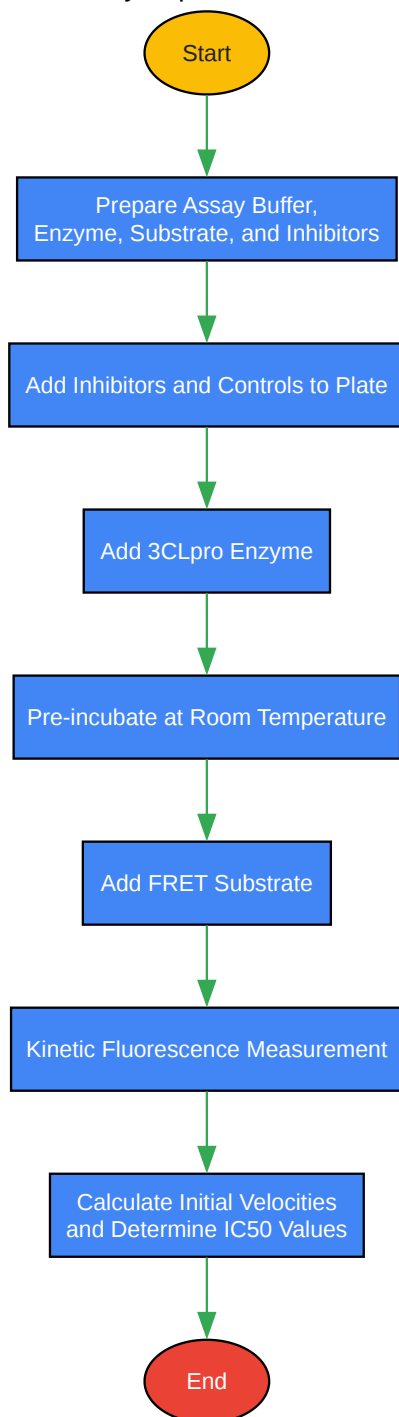 Start
Prepare Assay Buffer,
Enzyme, Substrate, and Inhibitors
Add Inhibitors and Controls to Plate
Add 3CLpro Enzyme
Pre-incubate at Room Temperature
Add FRET Substrate
Kinetic Fluorescence Measurement
Calculate Initial Velocities
and Determine IC50 Values
End